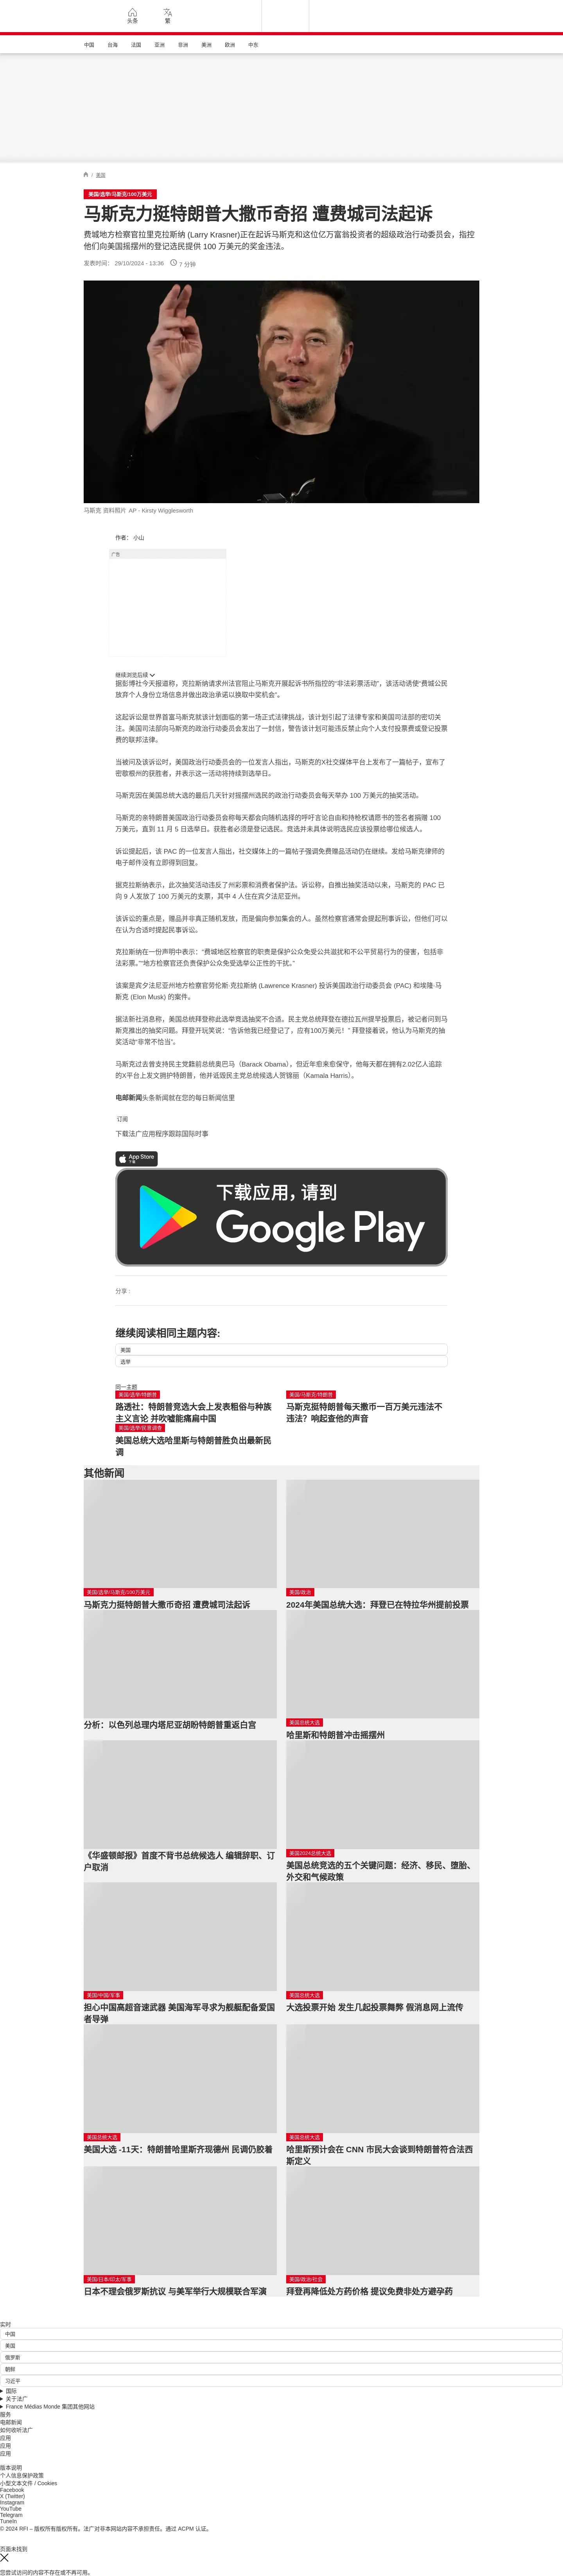 头条
繁
中国 台海 法国 亚洲 非洲 美洲 欧洲 中东
/ 美国
美国/选举/马斯克/100万美元
马斯克力挺特朗普大撒币奇招 遭费城司法起诉
费城地方检察官拉里克拉斯纳 (Larry Krasner)正在起诉马斯克和这位亿万富翁投资者的超级政治行动委员会，指控
他们向美国摇摆州的登记选民提供 100 万美元的奖金违法。
发表时间： 29/10/2024 - 13:36 7 分钟
马斯克 资料照片 AP - Kirsty Wigglesworth
作者： 小山
广告
继续浏览后续
据彭博社今天报道称，克拉斯纳请求州法官阻止马斯克开展起诉书所指控的“非法彩票活动”，该活动诱使“费城公民
放弃个人身份立场信息并做出政治承诺以换取中奖机会”。
这起诉讼是世界首富马斯克就该计划面临的第一场正式法律挑战，该计划引起了法律专家和美国司法部的密切关
注。美国司法部向马斯克的政治行动委员会发出了一封信，警告该计划可能违反禁止向个人支付投票费或登记投票
费的联邦法律。
当被问及该诉讼时，美国政治行动委员会的一位发言人指出，马斯克的X社交媒体平台上发布了一篇帖子，宣布了
密歇根州的获胜者，并表示这一活动将持续到选举日。
马斯克因在美国总统大选的最后几天针对摇摆州选民的政治行动委员会每天举办 100 万美元的抽奖活动。
马斯克的亲特朗普美国政治行动委员会称每天都会向随机选择的呼吁言论自由和持枪权请愿书的签名者捐赠 100
万美元，直到 11 月 5 日选举日。获胜者必须是登记选民。竞选并未具体说明选民应该投票给哪位候选人。
诉讼提起后，该 PAC 的一位发言人指出，社交媒体上的一篇帖子强调免费赠品活动仍在继续。发给马斯克律师的
电子邮件没有立即得到回复。
据克拉斯纳表示，此次抽奖活动违反了州彩票和消费者保护法。诉讼称，自推出抽奖活动以来，马斯克的 PAC 已
向 9 人发放了 100 万美元的支票，其中 4 人住在宾夕法尼亚州。
该诉讼的重点是，赠品并非真正随机发放，而是偏向参加集会的人。虽然检察官通常会提起刑事诉讼，但他们可以
在认为合适时提起民事诉讼。
克拉斯纳在一份声明中表示：“费城地区检察官的职责是保护公众免受公共滋扰和不公平贸易行为的侵害，包括非
法彩票。”“地方检察官还负责保护公众免受选举公正性的干扰。”
该案是宾夕法尼亚州地方检察官劳伦斯·克拉斯纳 (Lawrence Krasner) 投诉美国政治行动委员会 (PAC) 和埃隆·马
斯克 (Elon Musk) 的案件。
据法新社消息称，美国总统拜登称此选举竞选抽奖不合适。民主党总统拜登在德拉瓦州提早投票后，被记者问到马
斯克推出的抽奖问题。拜登开玩笑说：“告诉他我已经登记了，应有100万美元！” 拜登接着说，他认为马斯克的抽
奖活动“非常不恰当”。
马斯克过去曾支持民主党籍前总统奥巴马（Barack Obama），但近年愈来愈保守，他每天都在拥有2.02亿人追踪
的X平台上发文拥护特朗普，他并诋毁民主党总统候选人贺锦丽（Kamala Harris）。
电邮新闻头条新闻就在您的每日新闻信里
订阅
下载法广应用程序跟踪国际时事
App Store
下载
下载应用，请到
Google Play
分享 :
继续阅读相同主题内容:
美国
选举
同一主题
美国/选举/特朗普
路透社：特朗普竞选大会上发表粗俗与种族
主义言论 并吹嘘能痛扁中国
美国/马斯克/特朗普
马斯克挺特朗普每天撒币一百万美元违法不
违法？响起查他的声音
美国/选举/民意调查
美国总统大选哈里斯与特朗普胜负出最新民
调
其他新闻
美国/选举/马斯克/100万美元
马斯克力挺特朗普大撒币奇招 遭费城司法起诉
美国/政治
2024年美国总统大选：拜登已在特拉华州提前投票
分析：以色列总理内塔尼亚胡盼特朗普重返白宫
美国总统大选
哈里斯和特朗普冲击摇摆州
《华盛顿邮报》首度不背书总统候选人 编辑辞职、订
户取消
美国2024总统大选
美国总统竞选的五个关键问题：经济、移民、堕胎、
外交和气候政策
美国/中国/军事
担心中国高超音速武器 美国海军寻求为舰艇配备爱国
者导弹
美国总统大选
大选投票开始 发生几起投票舞弊 假消息网上流传
美国总统大选
美国大选 -11天：特朗普哈里斯齐现德州 民调仍胶着
美国总统大选
哈里斯预计会在 CNN 市民大会谈到特朗普符合法西
斯定义
美国/日本/印太/军事
日本不理会俄罗斯抗议 与美军举行大规模联合军演
美国/政治/社会
拜登再降低处方药价格 提议免费非处方避孕药
实时
中国
美国
俄罗斯
朝鲜
习近平
国际
关于法广
France Médias Monde 集团其他网站
服务
电邮新闻
如何收听法广
应用
应用
应用
版本说明
个人信息保护政策
小型文本文件 / Cookies
Facebook
X (Twitter)
Instagram
YouTube
Telegram
TuneIn
© 2024 RFI – 版权所有版权所有。法广对非本网站内容不承担责任。通过 ACPM 认证。
页面未找到
您尝试访问的内容不存在或不再可用。